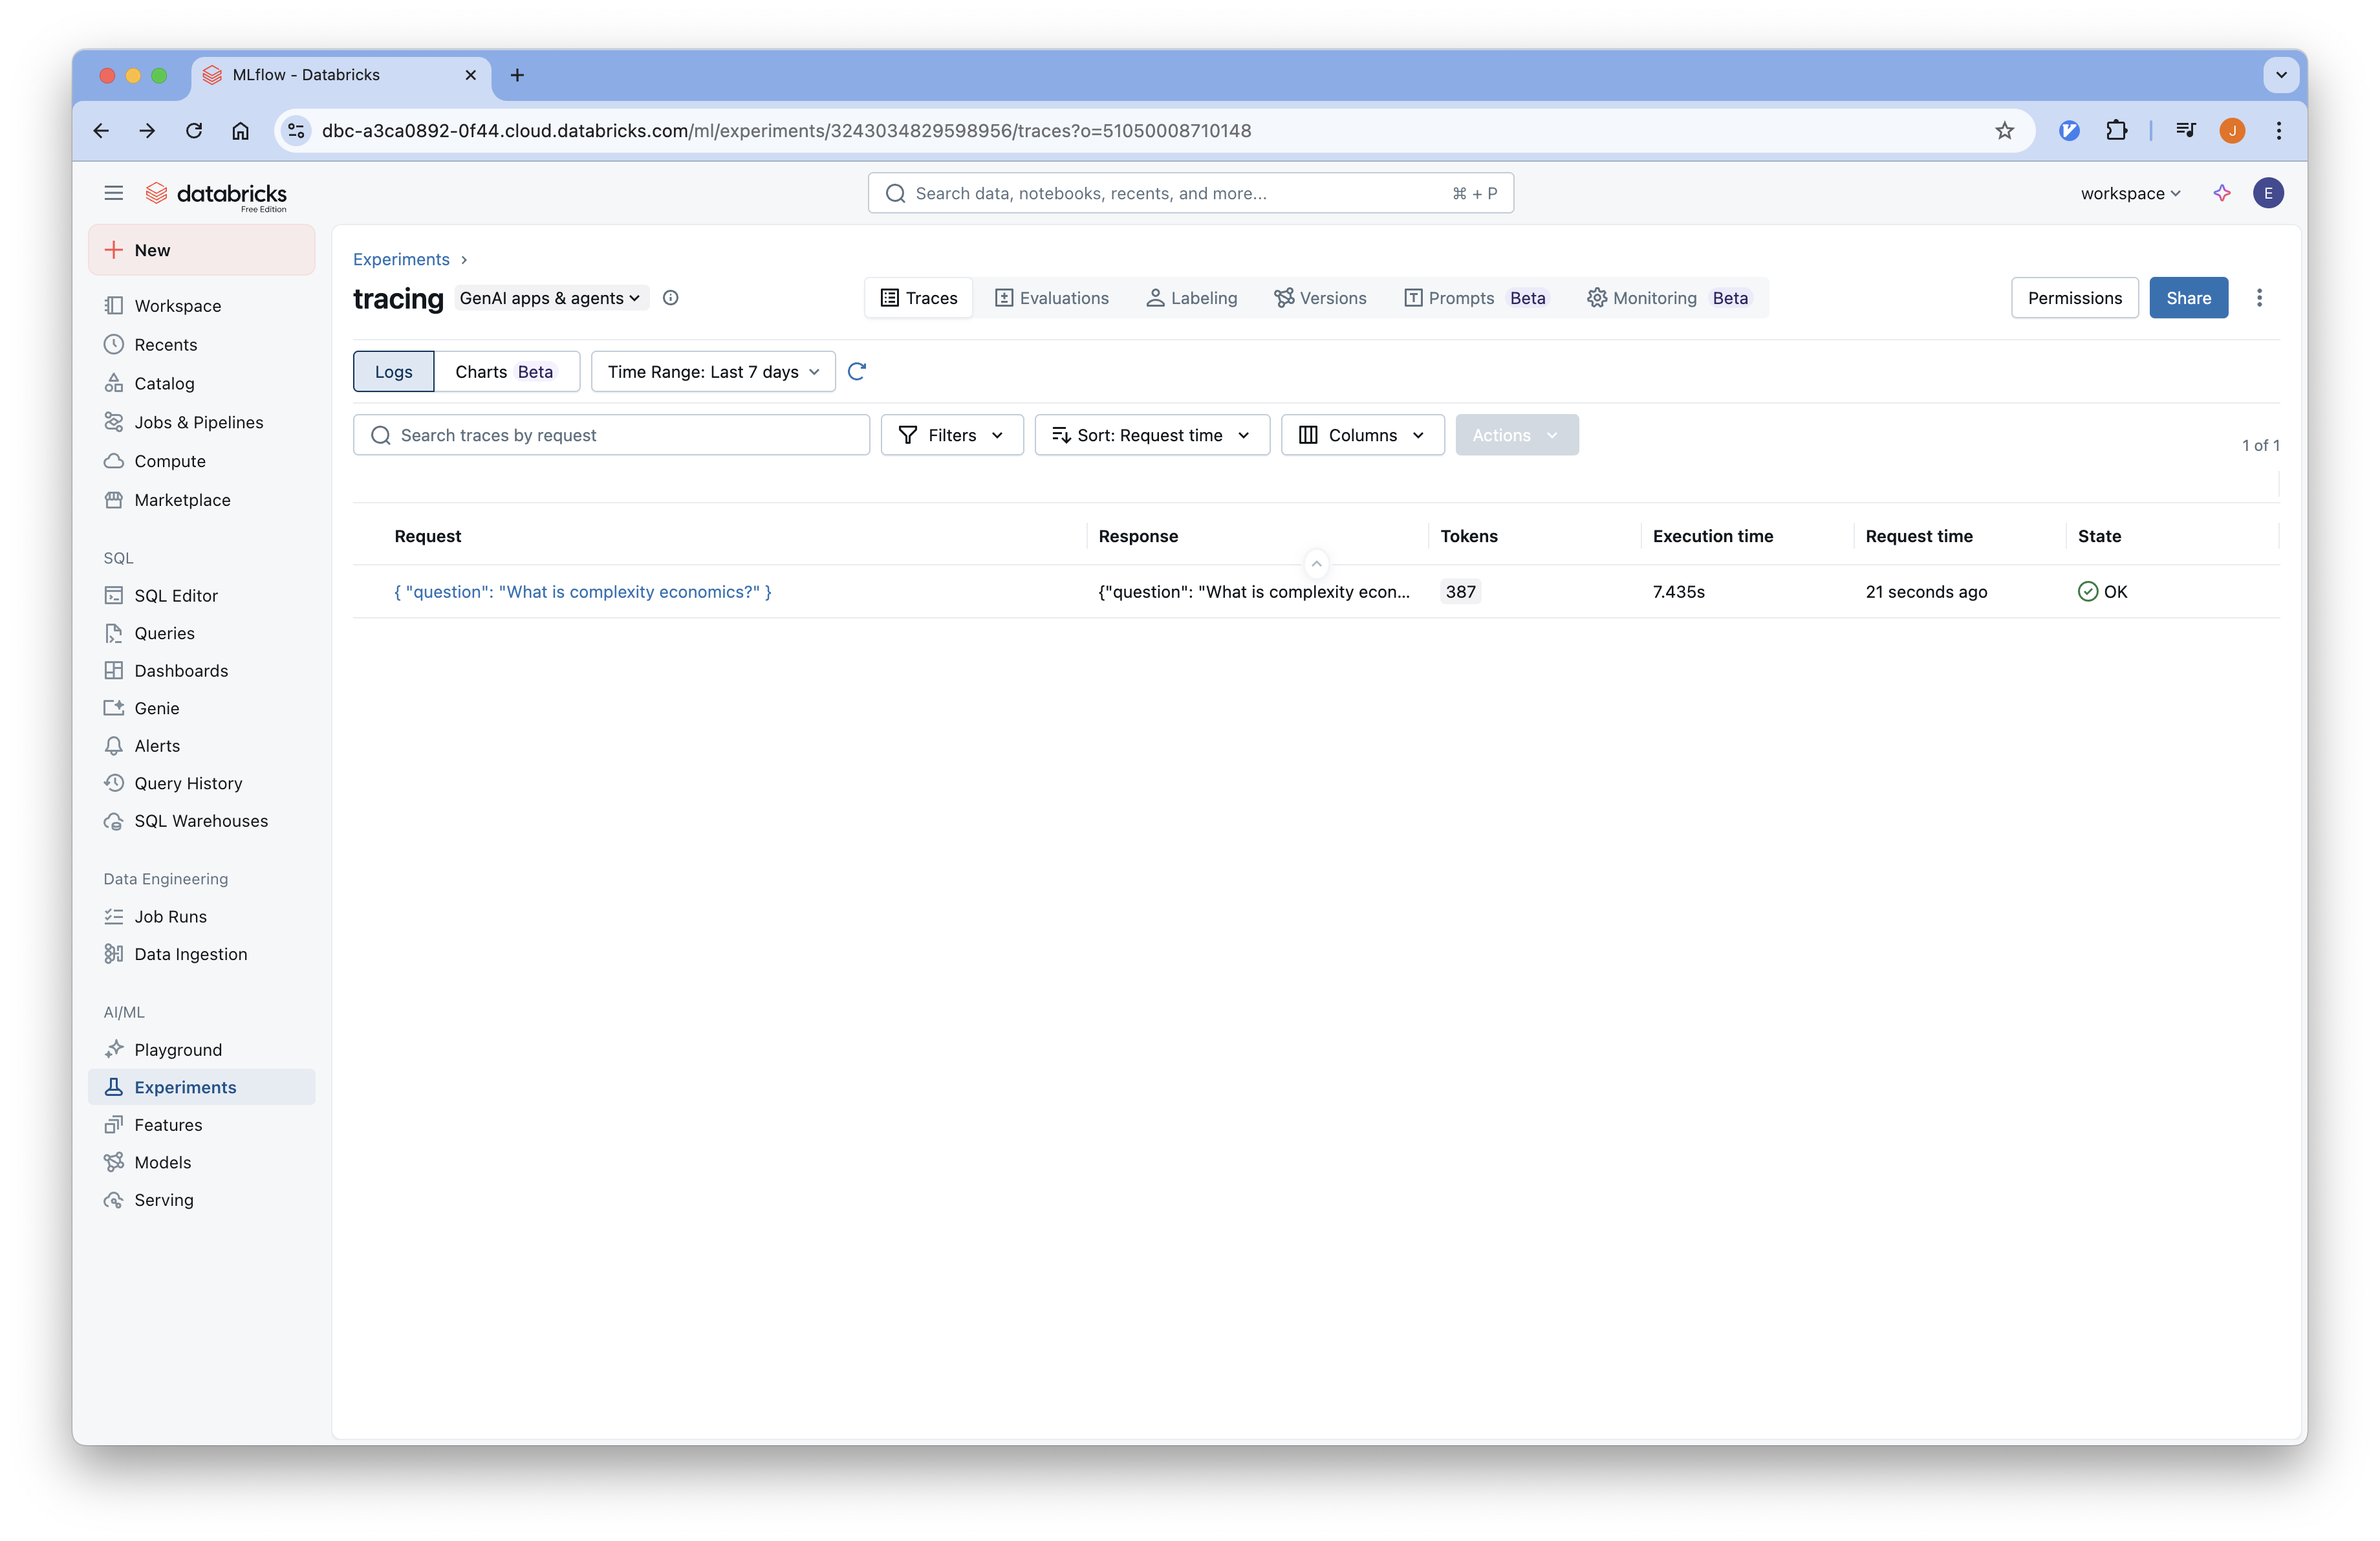 MLflow - Databricks
dbc-a3ca0892-0f44.cloud.databricks.com/ml/experiments/3243034829598956/traces?o=51050008710148
J
databricks
Free Edition
Search data, notebooks, recents, and more...
⌘ + P
workspace
E
New
Workspace
Recents
Catalog
Jobs & Pipelines
Compute
Marketplace
SQL
SQL Editor
Queries
Dashboards
Genie
Alerts
Query History
SQL Warehouses
Data Engineering
Job Runs
Data Ingestion
AI/ML
Playground
Experiments
Features
Models
Serving
Experiments
tracing
GenAI apps & agents
Traces
Evaluations
Labeling
Versions
Prompts Beta
Monitoring Beta
Permissions
Share
Logs
Charts Beta
Time Range: Last 7 days
Search traces by request
Filters
Sort: Request time
Columns
Actions
1 of 1
Request Response Tokens Execution time Request time State
{ "question": "What is complexity economics?" } {"question": "What is complexity econ... 387 7.435s 21 seconds ago OK